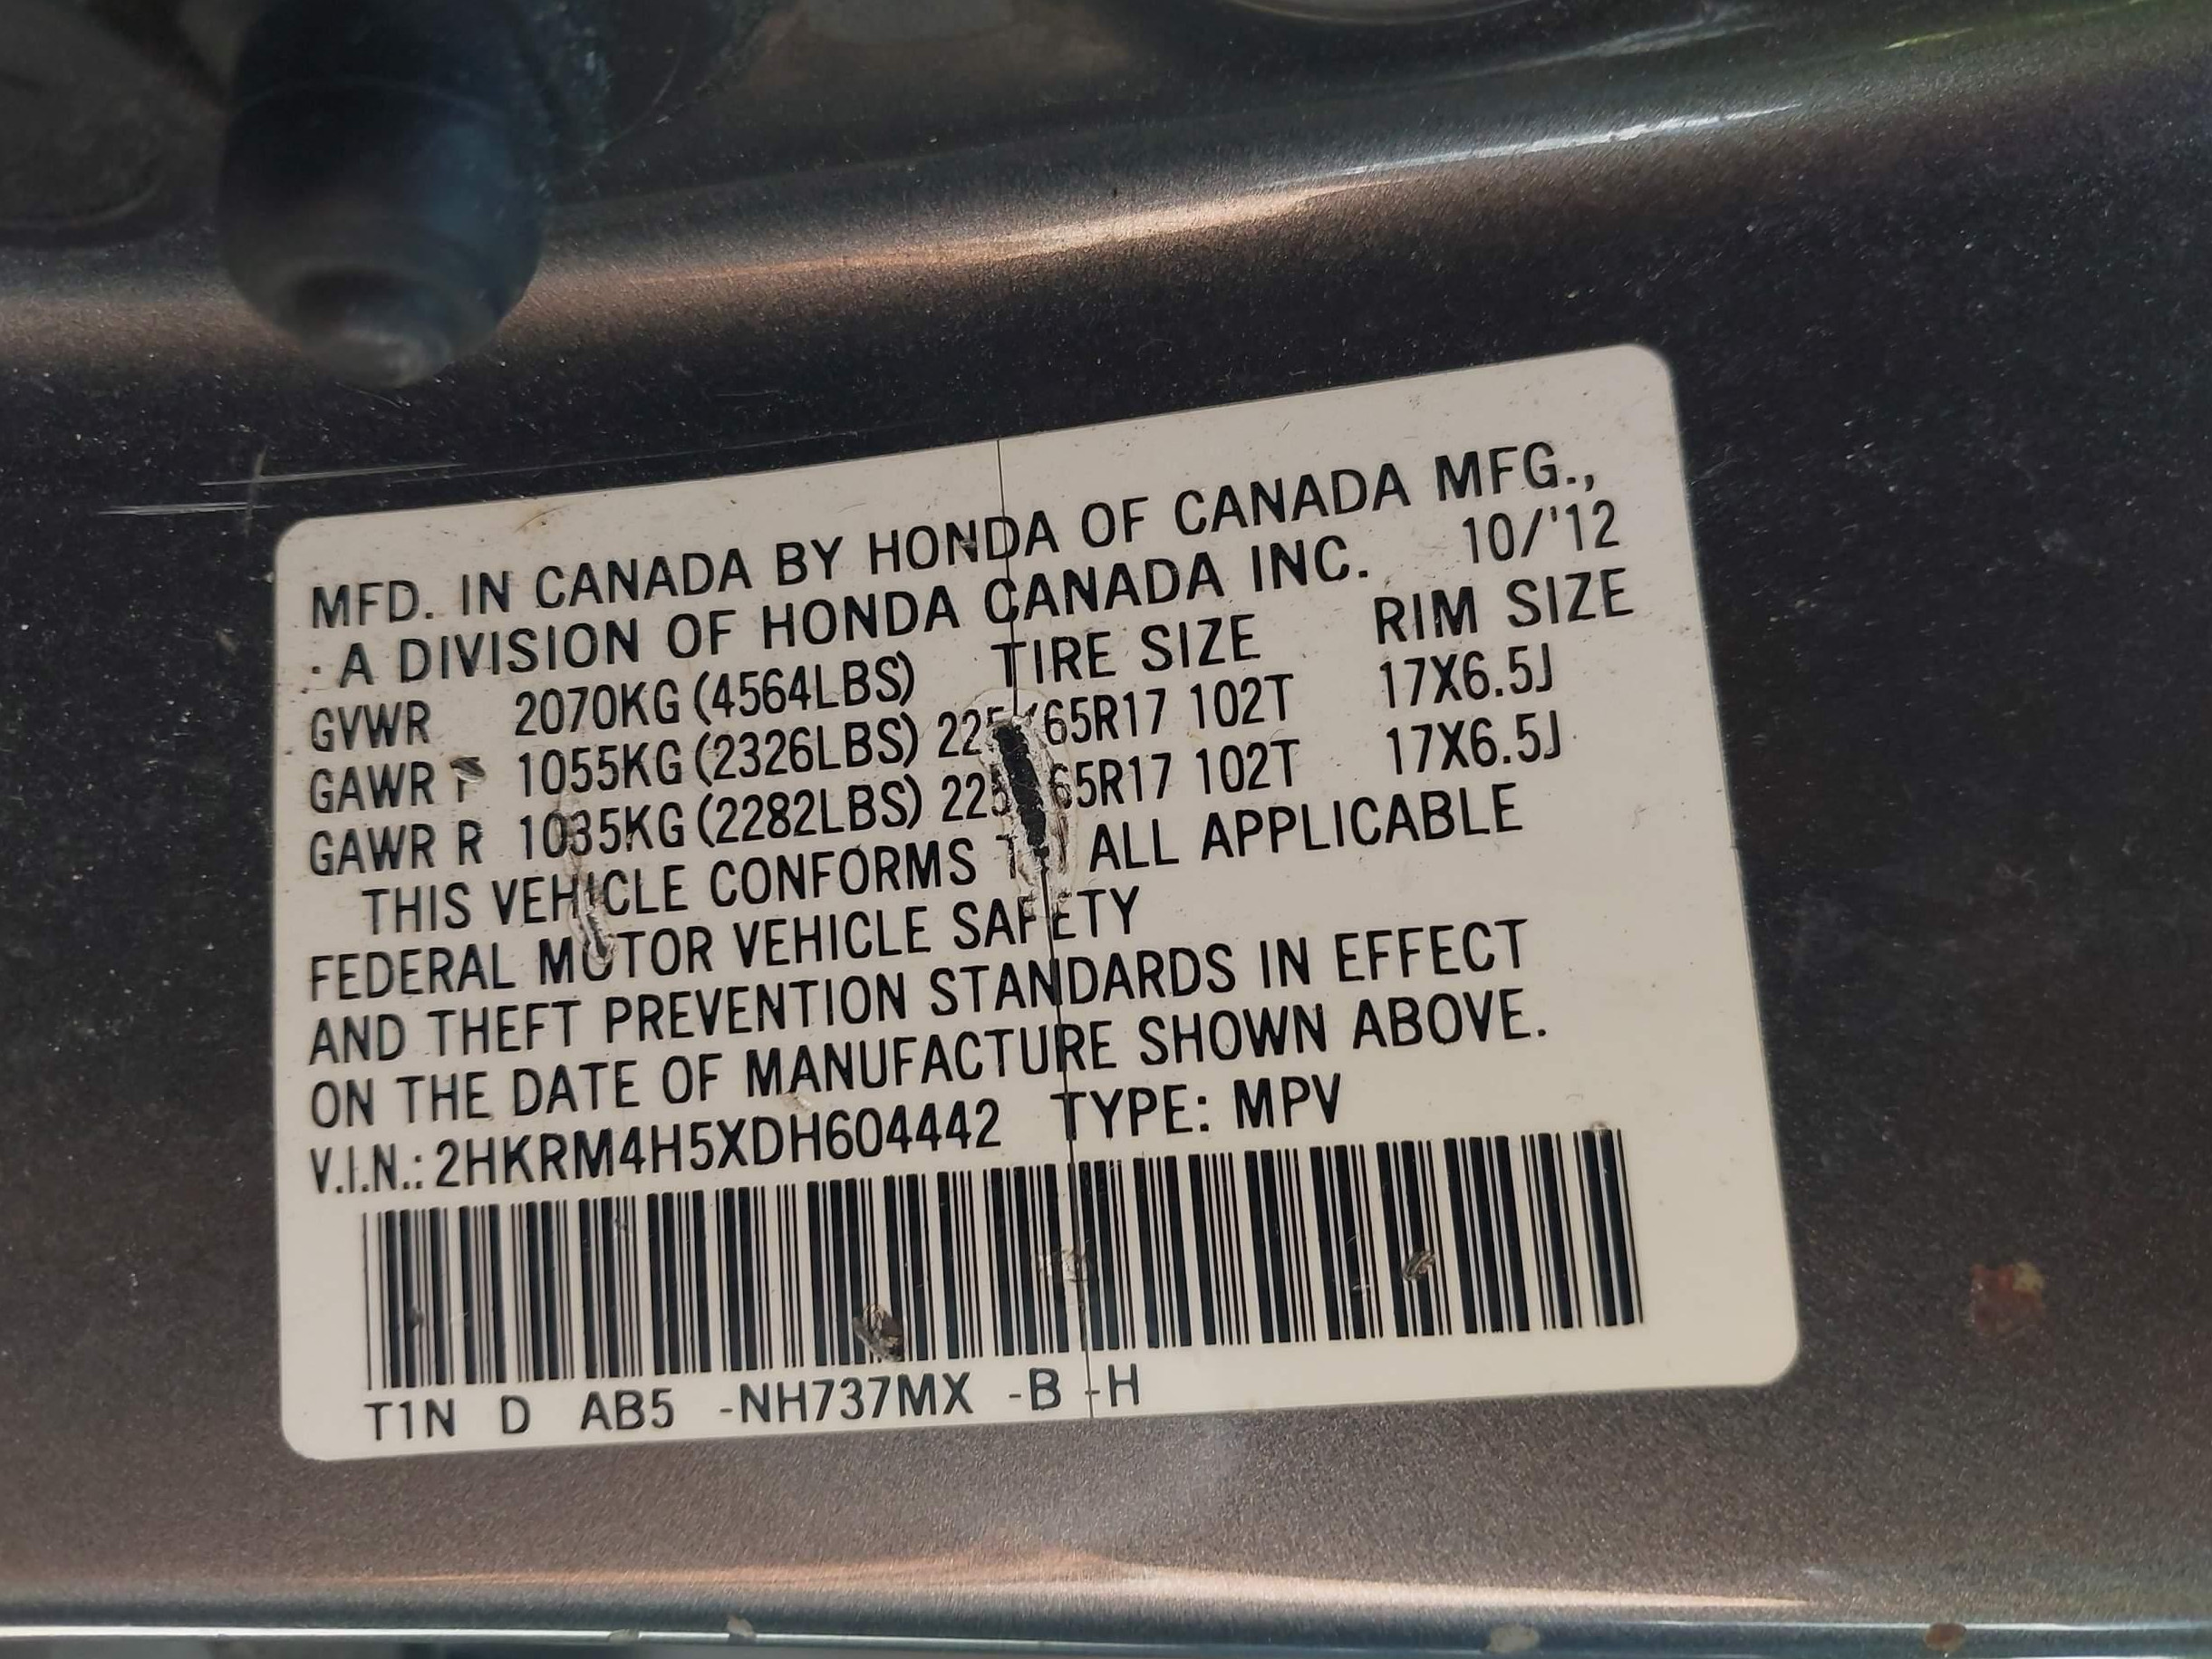 MFD. IN CANADA BY HONDA OF CANADA MFG.,
A DIVISION OF HONDA CANADA INC. 10/'12
GVWR 2070KG (4564LBS) TIRE SIZE RIM SIZE
GAWR F 1055KG (2326LBS) 225/65R17 102T 17X6.5J
GAWR R 1035KG (2282LBS) 225/65R17 102T 17X6.5J
THIS VEHICLE CONFORMS TO ALL APPLICABLE
FEDERAL MOTOR VEHICLE SAFETY
AND THEFT PREVENTION STANDARDS IN EFFECT
ON THE DATE OF MANUFACTURE SHOWN ABOVE.
V.I.N.: 2HKRM4H5XDH604442 TYPE: MPV
T1N D AB5 -NH737MX -B -H